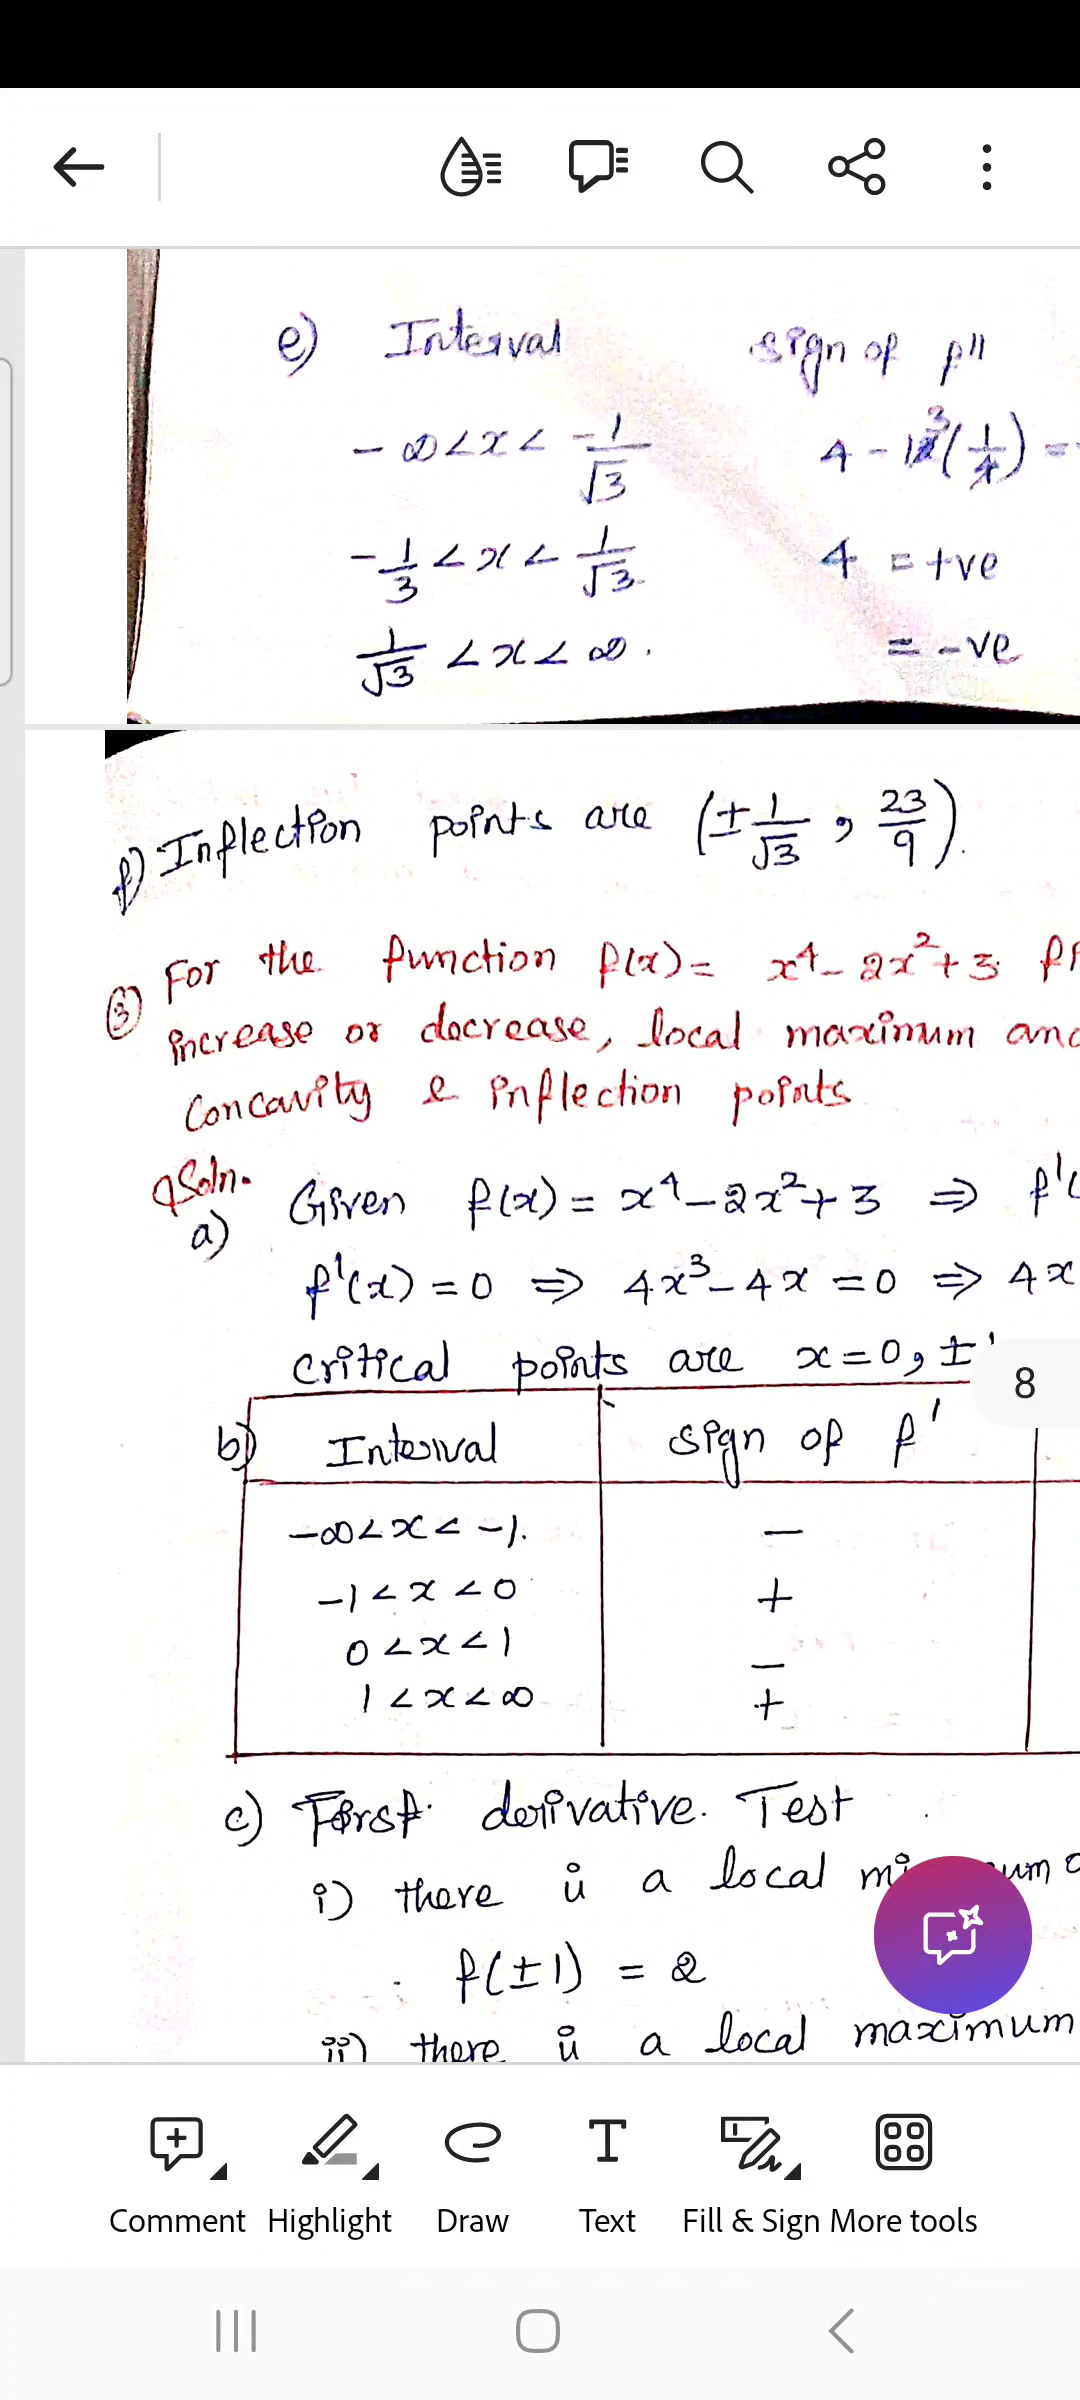 e) Interval sign of f''
-∞<x< -1/√3 4 - 12 3 (1/4) =
-1/3 <x< 1/√3. 4 = +ve
1/√3 <x<∞. = -ve
f) Inflection points are (± 1/√3, 23/9).
③ For the function f(x) = x⁴-2x²+3
increase or decrease, local maximum and
concavity & inflection points
Soln.
a) Given f(x) = x⁴-2x²+3 ⇒ f'(
f'(x) = 0 ⇒ 4x³-4x = 0 ⇒ 4x
critical points are x=0, ±1
8
b) Interval sign of f'
-∞<x<-1. -
-1<x<0 +
0<x<1 -
1<x<∞ +
c) First derivative. Test
i) there is a local
f(±1) = 2
ii) there is a local maximum
Comment Highlight Draw Text Fill & Sign More tools